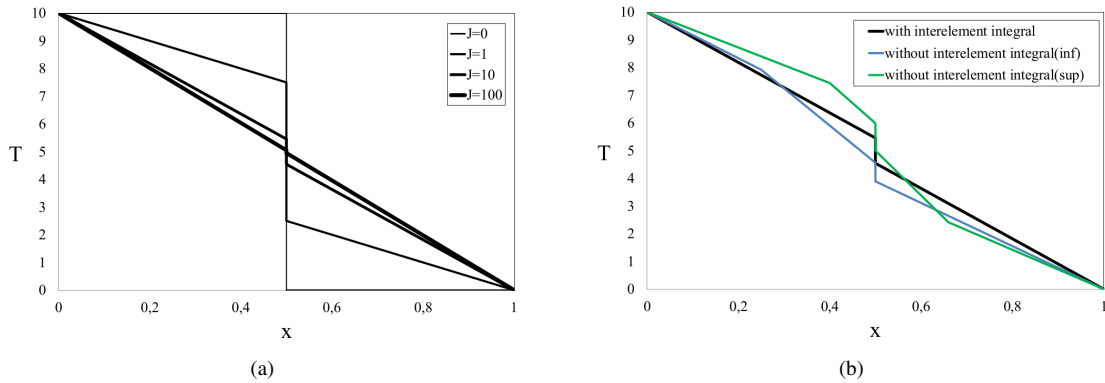 10
9
8
7
6
5
4
3
2
1
0
T
0
0,2
0,4
0,6
0,8
1
x
J=0
J=1
J=10
J=100
(a)
10
9
8
7
6
5
4
3
2
1
0
T
0
0,2
0,4
0,6
0,8
1
x
with interelement integral
without interelement integral(inf)
without interelement integral(sup)
(b)